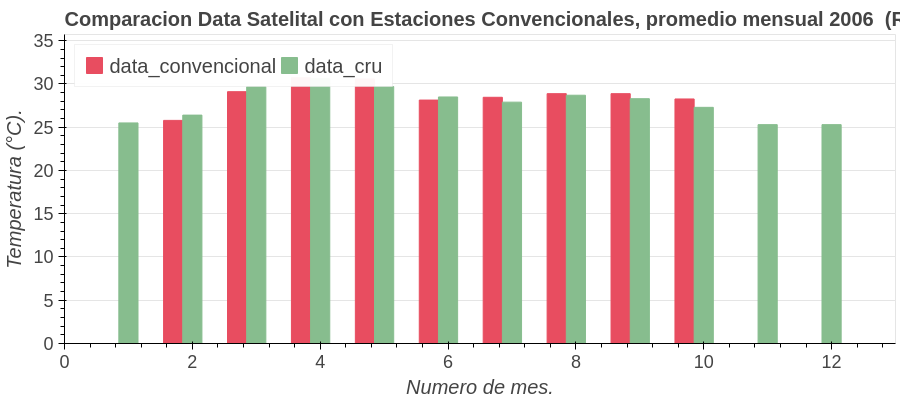 Comparacion Data Satelital con Estaciones Convencionales, promedio mensual 2006 (R
data_convencional data_cru
35
30
25
20
15
10
5
0
Temperatura (°C).
0 2 4 6 8 10 12
Numero de mes.